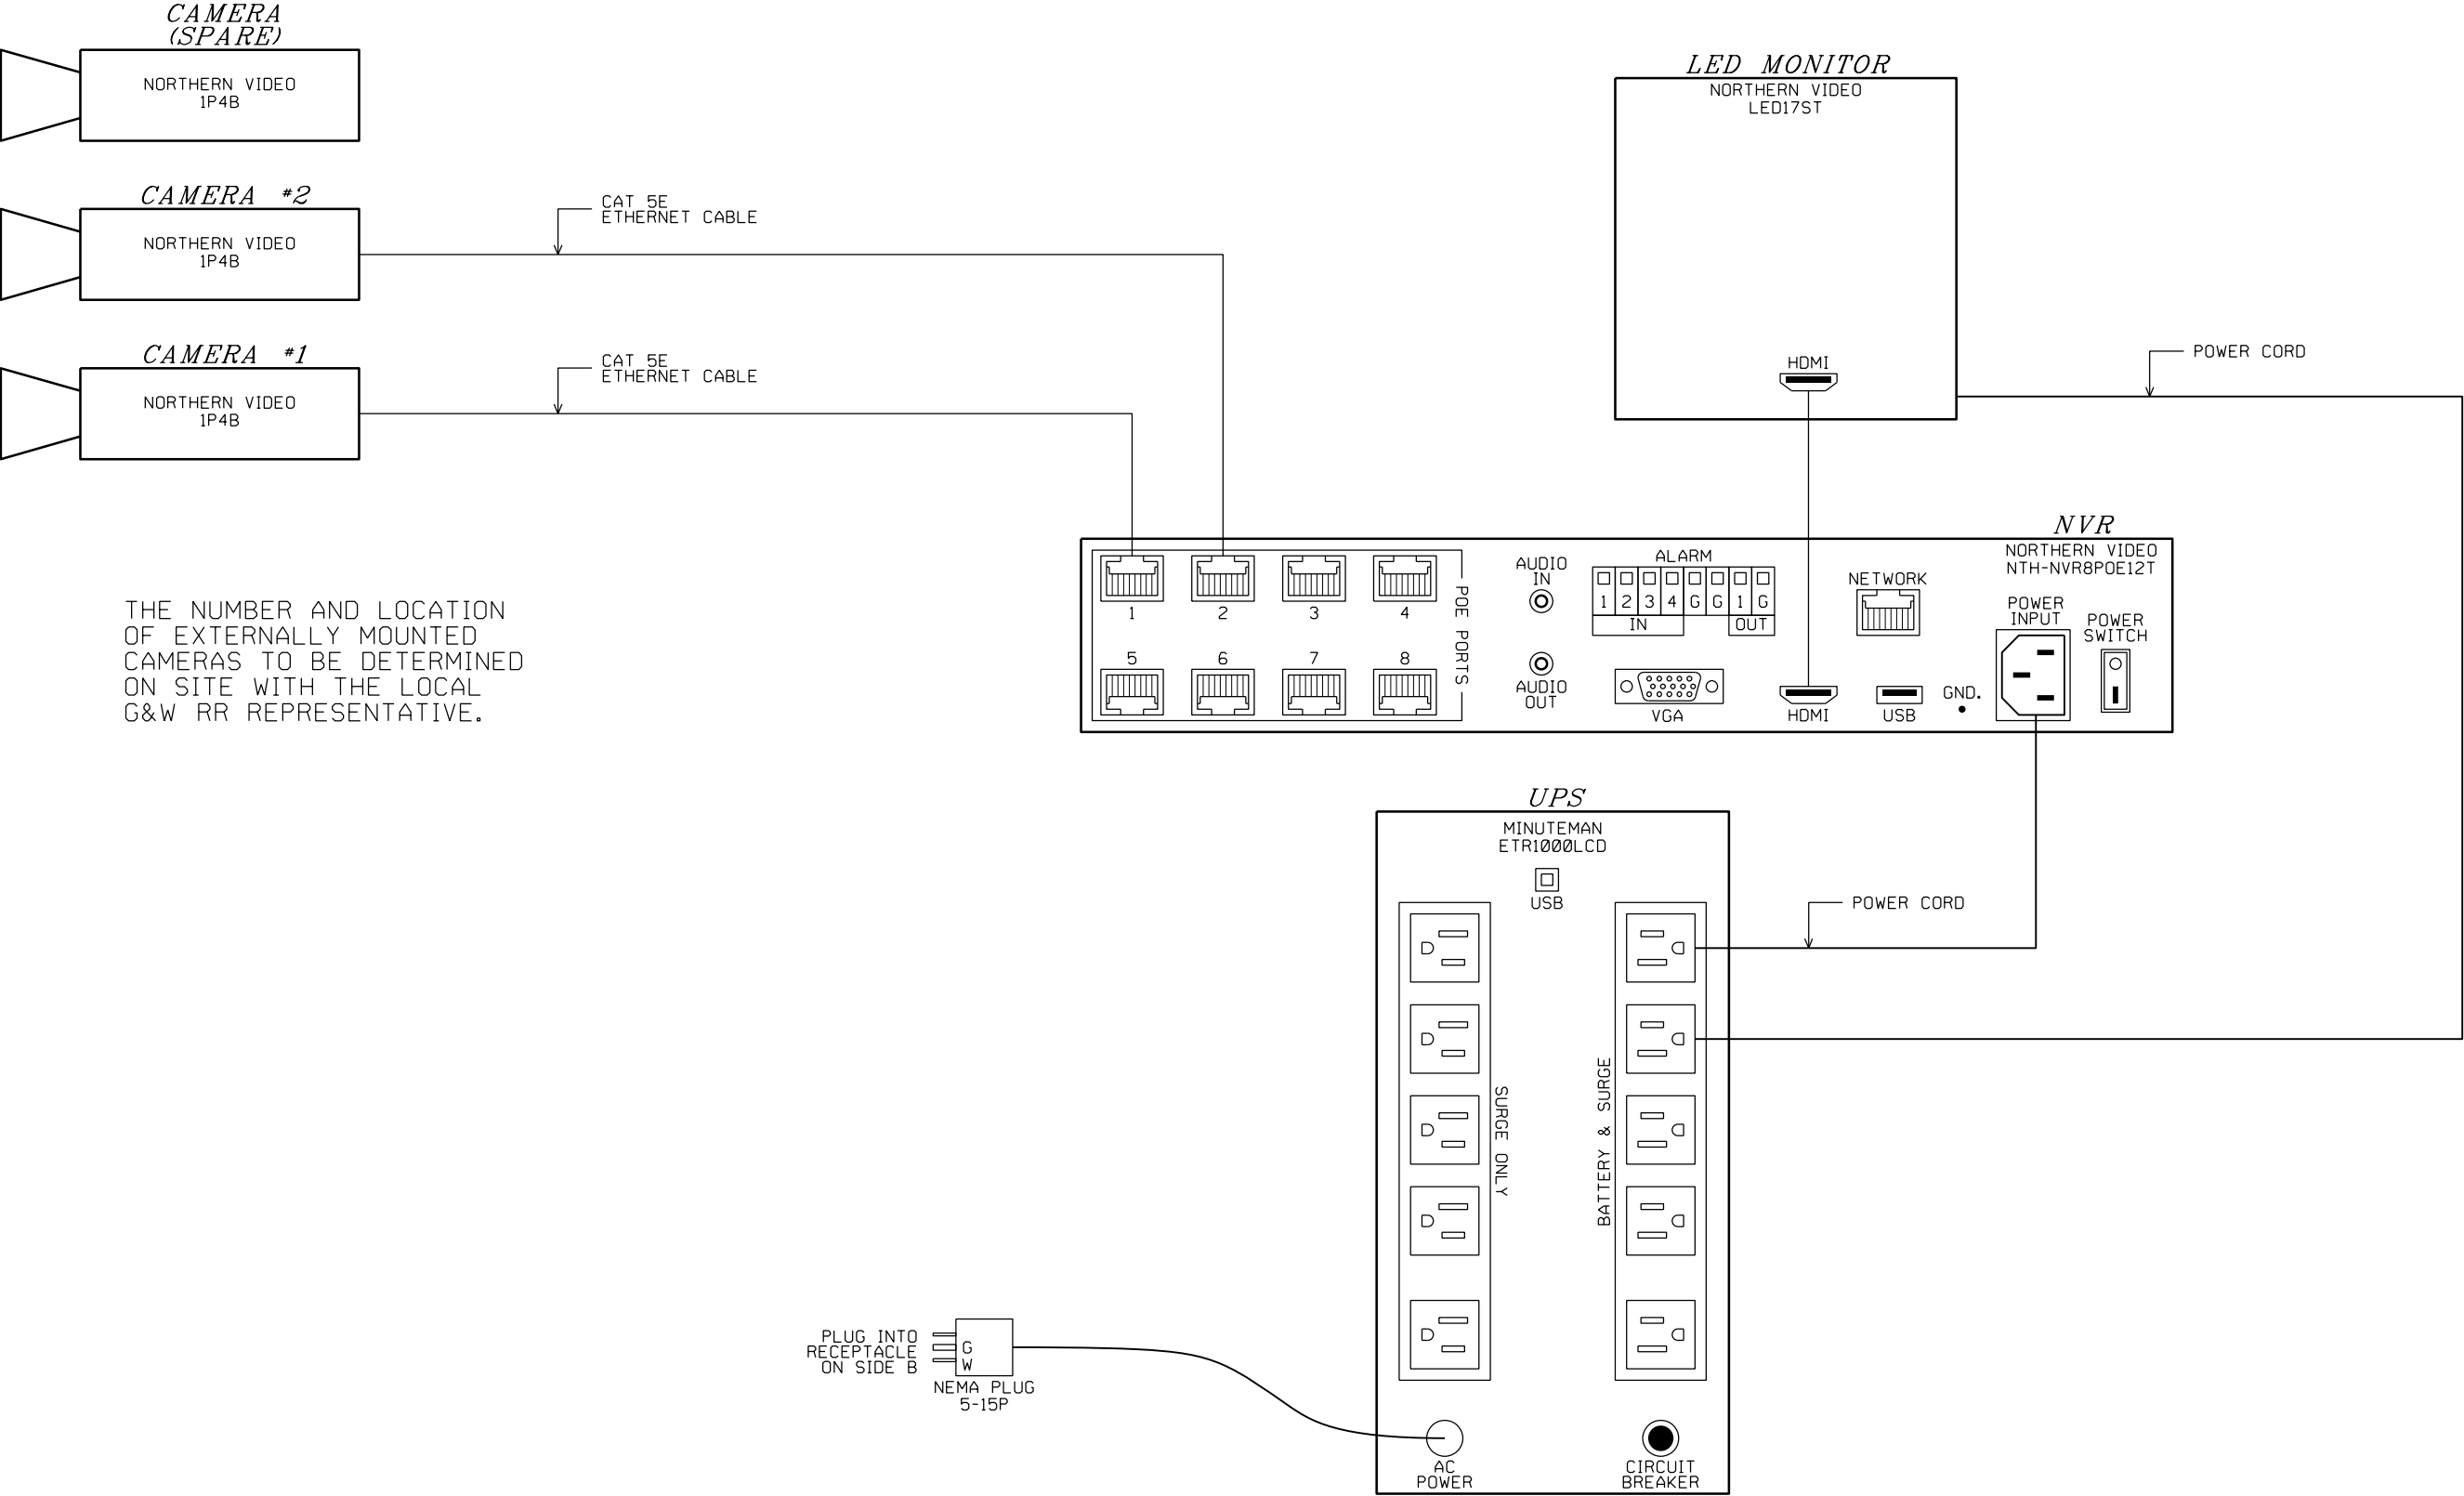 CAMERA
(SPARE)
NORTHERN VIDEO
1P4B
CAMERA #2
NORTHERN VIDEO
1P4B
CAT 5E
ETHERNET CABLE
CAMERA #1
NORTHERN VIDEO
1P4B
CAT 5E
ETHERNET CABLE
LED MONITOR
NORTHERN VIDEO
LED17ST
HDMI
POWER CORD
THE NUMBER AND LOCATION
OF EXTERNALLY MOUNTED
CAMERAS TO BE DETERMINED
ON SITE WITH THE LOCAL
G&W RR REPRESENTATIVE.
NVR
NORTHERN VIDEO
NTH-NVR8POE12T
1 2 3 4
5 6 7 8
POE PORTS
AUDIO
IN
AUDIO
OUT
ALARM
1 2 3 4 G G 1 G
IN OUT
VGA
HDMI
NETWORK
USB
GND.
POWER
INPUT
POWER
SWITCH
UPS
MINUTEMAN
ETR1000LCD
USB
POWER CORD
SURGE ONLY
BATTERY & SURGE
PLUG INTO
RECEPTACLE
ON SIDE B
G
W
NEMA PLUG
5-15P
AC
POWER
CIRCUIT
BREAKER